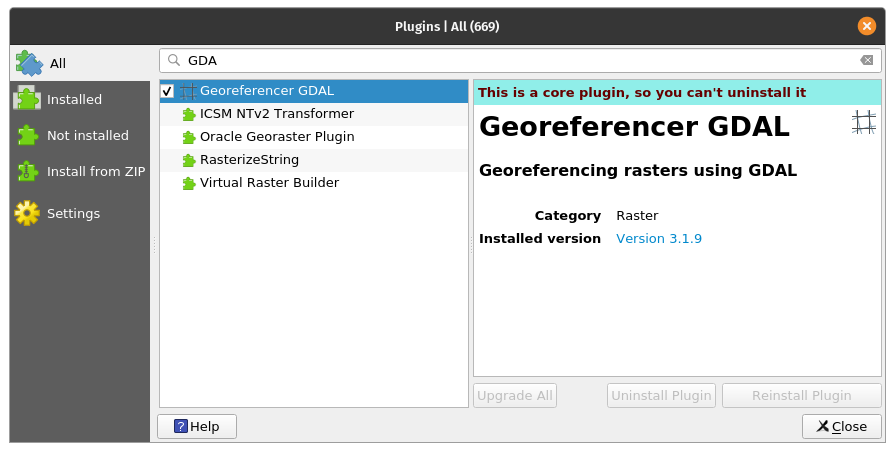 Plugins | All (669)
All
Installed
Not installed
Install from ZIP
Settings
GDA
Georeferencer GDAL
ICSM NTv2 Transformer
Oracle Georaster Plugin
RasterizeString
Virtual Raster Builder
This is a core plugin, so you can't uninstall it
Georeferencer GDAL
Georeferencing rasters using GDAL
Category Raster
Installed version Version 3.1.9
Upgrade All Uninstall Plugin Reinstall Plugin
? Help Close